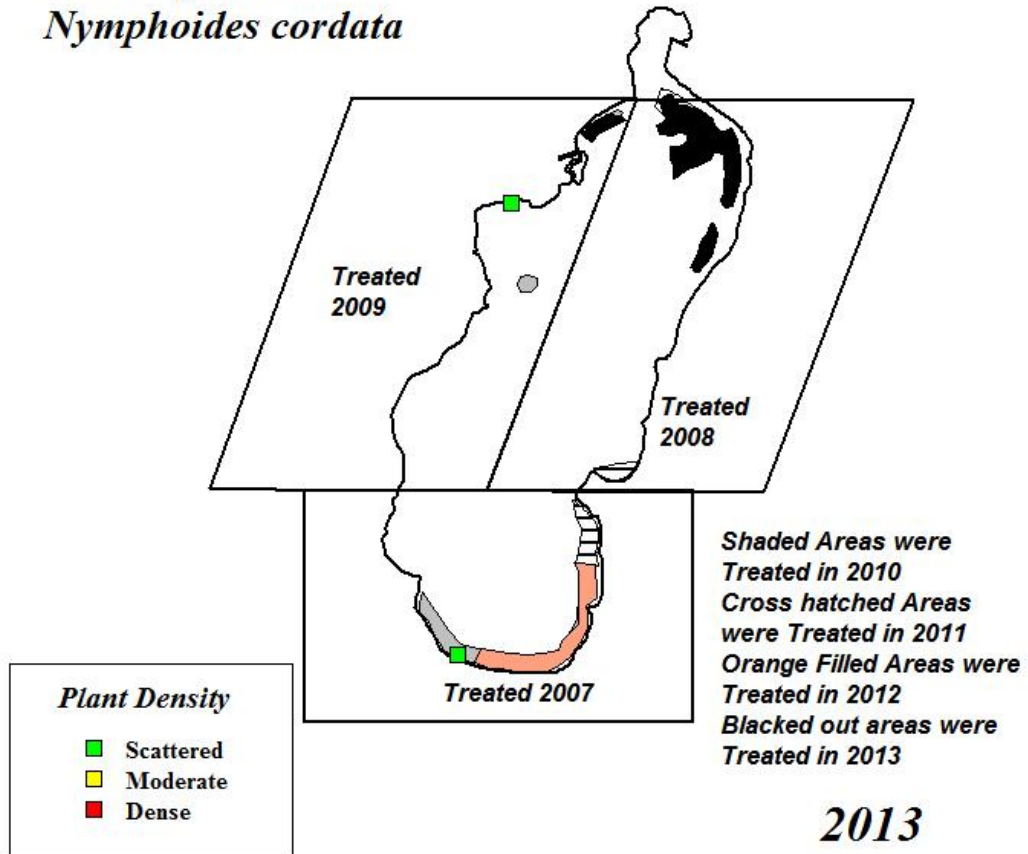 Nymphoides cordata
Treated
2009
Treated
2008
Shaded Areas were
Treated in 2010
Cross hatched Areas
were Treated in 2011
Orange Filled Areas were
Treated in 2012
Blacked out areas were
Treated in 2013
Treated 2007
Plant Density
Scattered
Moderate
Dense
2013